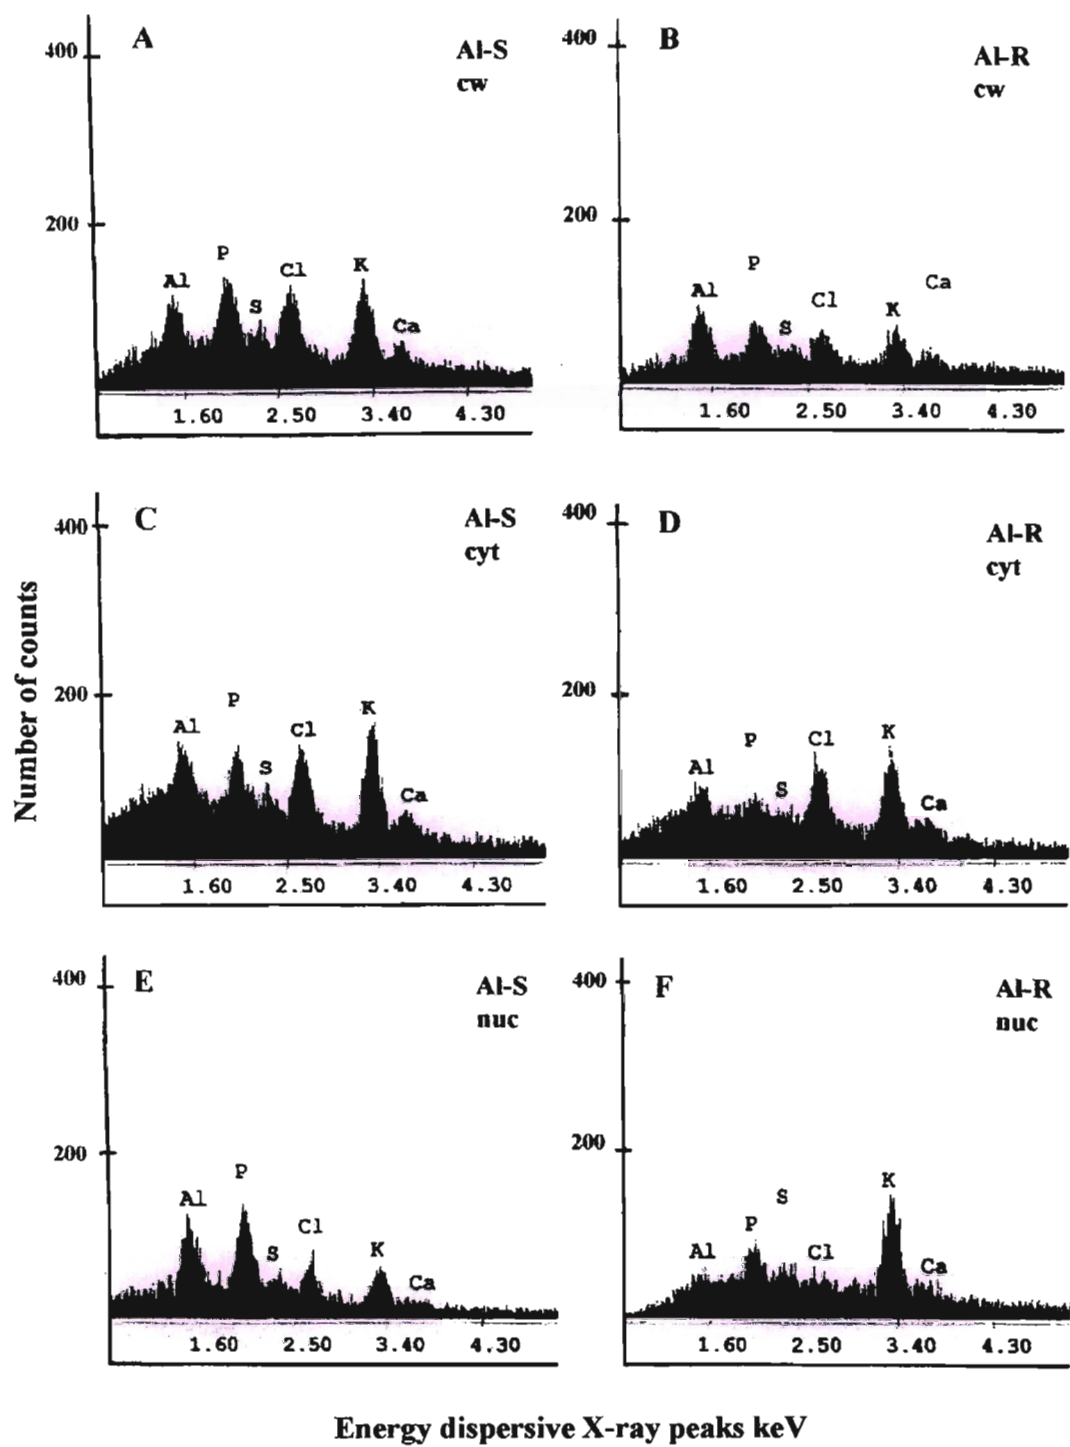 A
Al-S
cw
400
200
Al
P
S
Cl
K
Ca
1.60 2.50 3.40 4.30
B
Al-R
cw
400
200
Al
P
S
Cl
K
Ca
1.60 2.50 3.40 4.30
C
Al-S
cyt
400
200
Al
P
S
Cl
K
Ca
1.60 2.50 3.40 4.30
D
Al-R
cyt
400
200
Al
P
S
Cl
K
Ca
1.60 2.50 3.40 4.30
E
Al-S
nuc
400
200
Al
P
S
Cl
K
Ca
1.60 2.50 3.40 4.30
F
Al-R
nuc
400
200
Al
P
S
Cl
K
Ca
1.60 2.50 3.40 4.30
Number of counts
Energy dispersive X-ray peaks keV